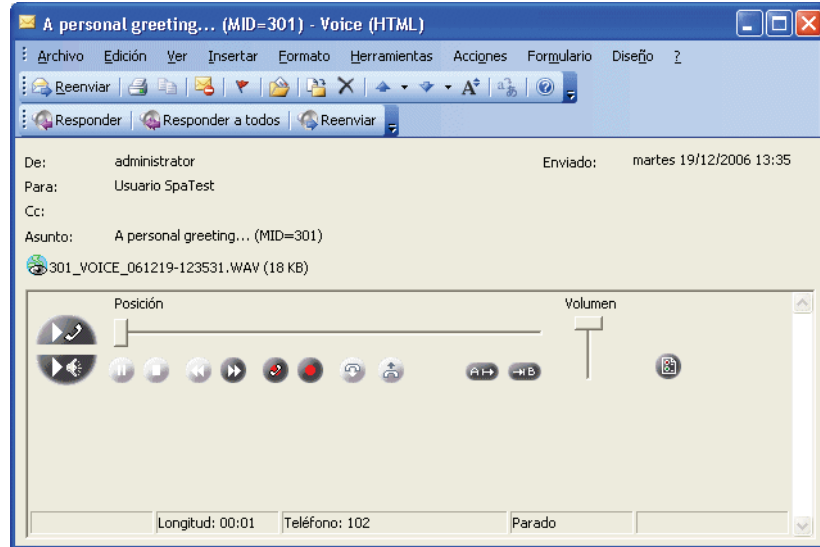 A personal greeting... (MID=301) - Voice (HTML)
Archivo Edición Ver Insertar Formato Herramientas Acciones Formulario Diseño ?
Reenviar
Responder Responder a todos Reenviar
De: administrator Enviado: martes 19/12/2006 13:35
Para: Usuario SpaTest
Cc:
Asunto: A personal greeting... (MID=301)
301_VOICE_061219-123531.WAV (18 KB)
Posición Volumen
A B
Longitud: 00:01 Teléfono: 102 Parado